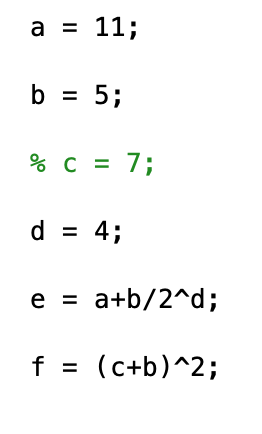 a = 11;
b = 5;
% c = 7;
d = 4;
e = a+b/2^d;
f = (c+b)^2;